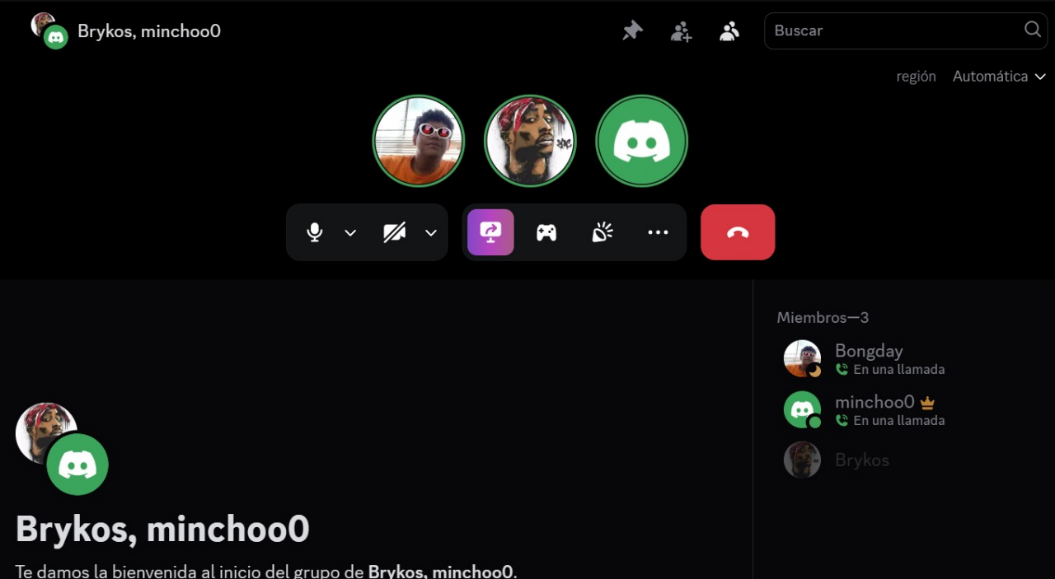 Brykos, minchoo0
Buscar
región Automática
Miembros—3
Bongday
En una llamada
minchoo0
En una llamada
Brykos
Brykos, minchoo0
Te damos la bienvenida al inicio del grupo de Brykos, minchoo0.